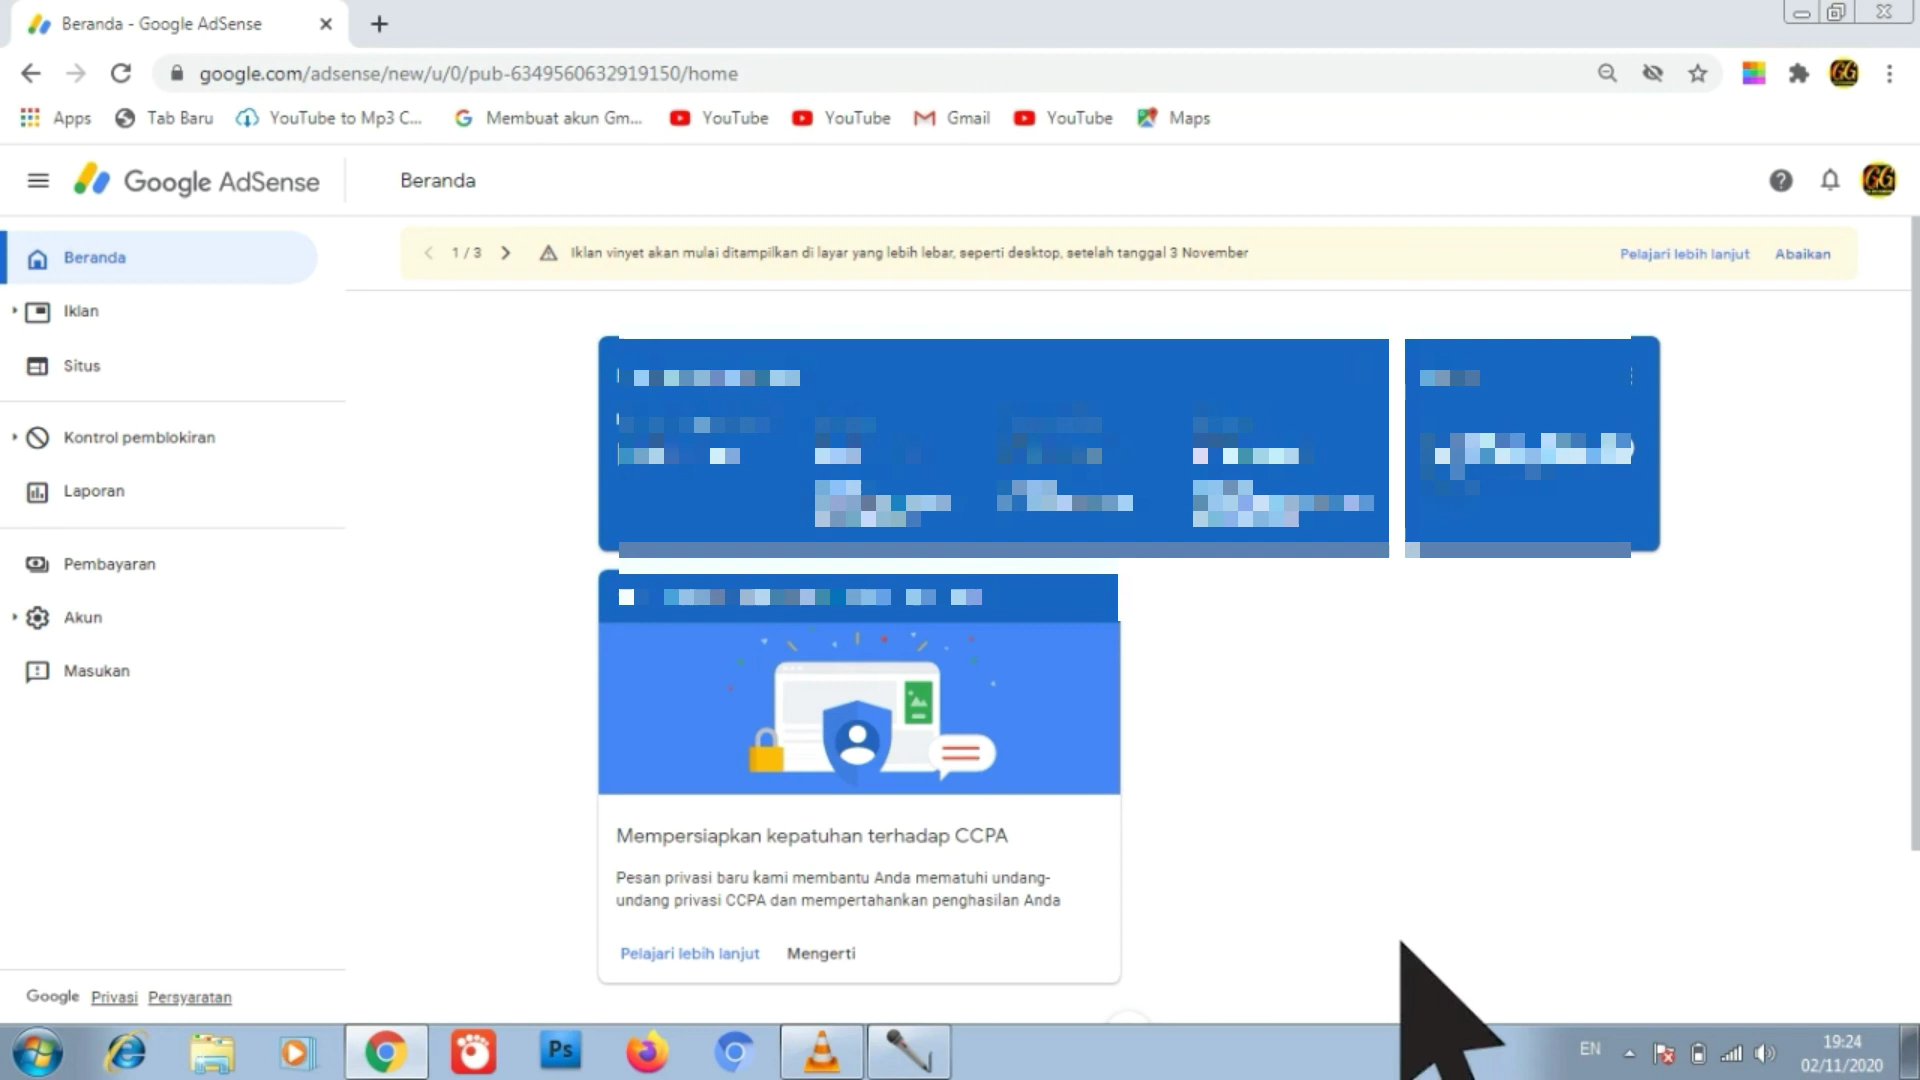 Beranda - Google AdSense
google.com/adsense/new/u/0/pub-6349560632919150/home
Apps Tab Baru YouTube to Mp3 C... Membuat akun Gm... YouTube YouTube Gmail YouTube Maps
Google AdSense Beranda
1 / 3 Iklan vinyet akan mulai ditampilkan di layar yang lebih lebar, seperti desktop, setelah tanggal 3 November Pelajari lebih lanjut Abaikan
Beranda
Iklan
Situs
Kontrol pemblokiran
Laporan
Pembayaran
Akun
Masukan
Mempersiapkan kepatuhan terhadap CCPA
Pesan privasi baru kami membantu Anda mematuhi undang-
undang privasi CCPA dan mempertahankan penghasilan Anda
Pelajari lebih lanjut Mengerti
Google Privasi Persyaratan
Ps
EN
19:24
02/11/2020